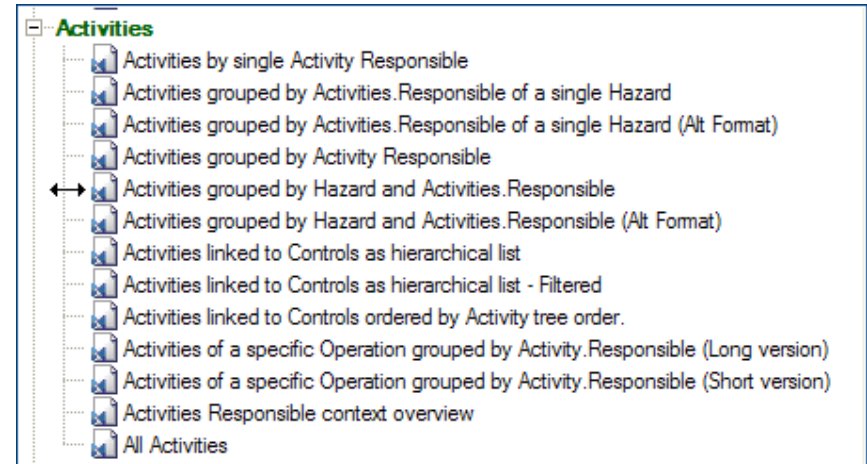 Activities
Activities by single Activity Responsible
Activities grouped by Activities.Responsible of a single Hazard
Activities grouped by Activities.Responsible of a single Hazard (Alt Format)
Activities grouped by Activity Responsible
Activities grouped by Hazard and Activities.Responsible
Activities grouped by Hazard and Activities.Responsible (Alt Format)
Activities linked to Controls as hierarchical list
Activities linked to Controls as hierarchical list - Filtered
Activities linked to Controls ordered by Activity tree order.
Activities of a specific Operation grouped by Activity.Responsible (Long version)
Activities of a specific Operation grouped by Activity.Responsible (Short version)
Activities Responsible context overview
All Activities